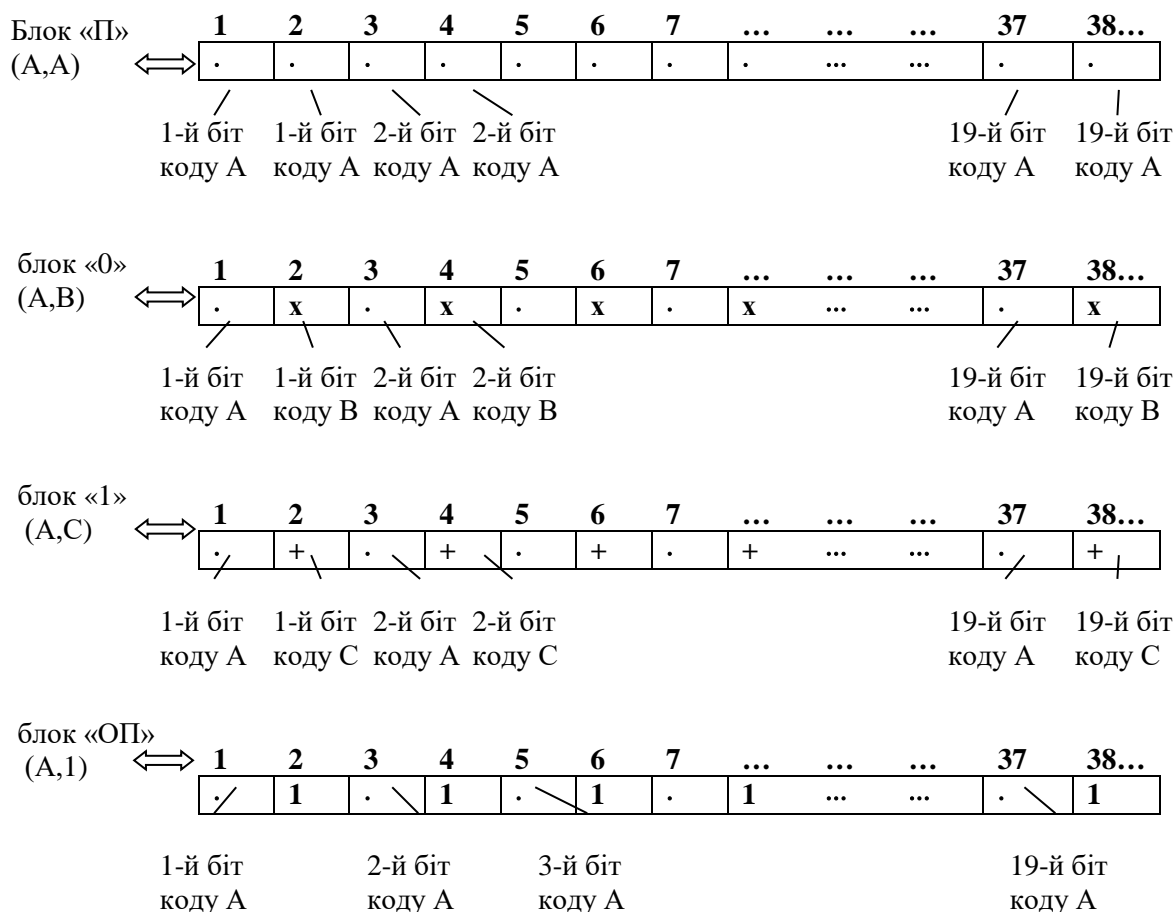 Блок «П»
(A,A)
1 2 3 4 5 6 7 ... ... ... 37 38...
. . . . . . . . ... ... . .
1-й біт 1-й біт 2-й біт 2-й біт 19-й біт 19-й біт
коду А коду А коду А коду А коду А коду А
блок «0»
(A,B)
1 2 3 4 5 6 7 ... ... ... 37 38...
. x . x . x . x ... ... . x
1-й біт 1-й біт 2-й біт 2-й біт 19-й біт 19-й біт
коду А коду В коду А коду В коду А коду В
блок «1»
(A,C)
1 2 3 4 5 6 7 ... ... ... 37 38...
. + . + . + . + ... ... . +
1-й біт 1-й біт 2-й біт 2-й біт 19-й біт 19-й біт
коду А коду С коду А коду С коду А коду С
блок «ОП»
(A,1)
1 2 3 4 5 6 7 ... ... ... 37 38...
. 1 . 1 . 1 . 1 ... ... . 1
1-й біт 2-й біт 3-й біт 19-й біт
коду А коду А коду А коду А